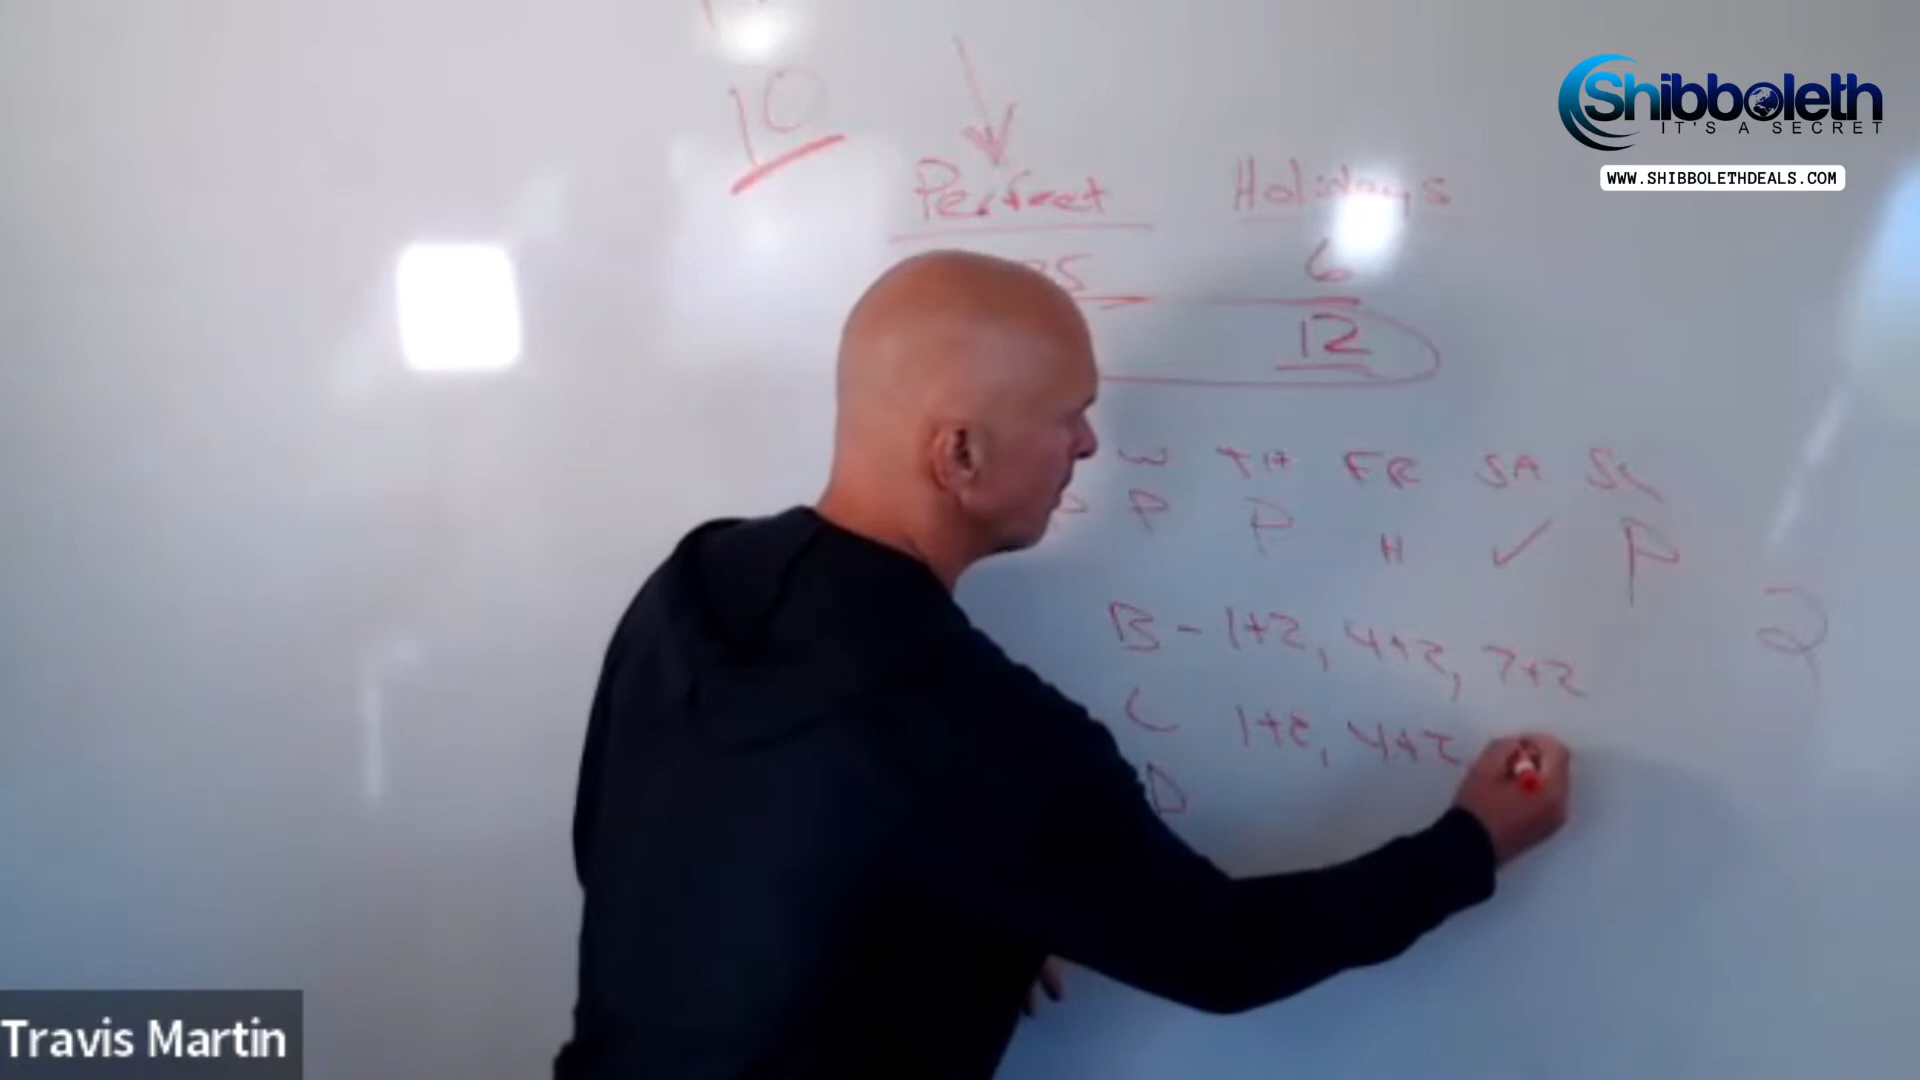 Shibboleth
IT'S A SECRET
WWW.SHIBBOLETHDEALS.COM
10
Perfect Holidays
6
12
W TH FR SA SU
P P H ✓ P
B - 1+2, 4+2, 7+2
2
C 1+2, 4+2
D
Travis Martin